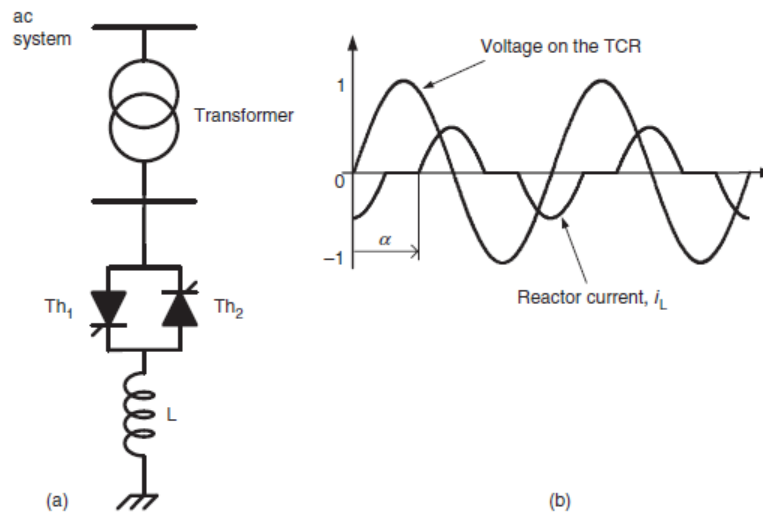 ac
system
Transformer
Th1
Th2
L
(a)
Voltage on the TCR
1
0
α
−1
Reactor current, iL
(b)